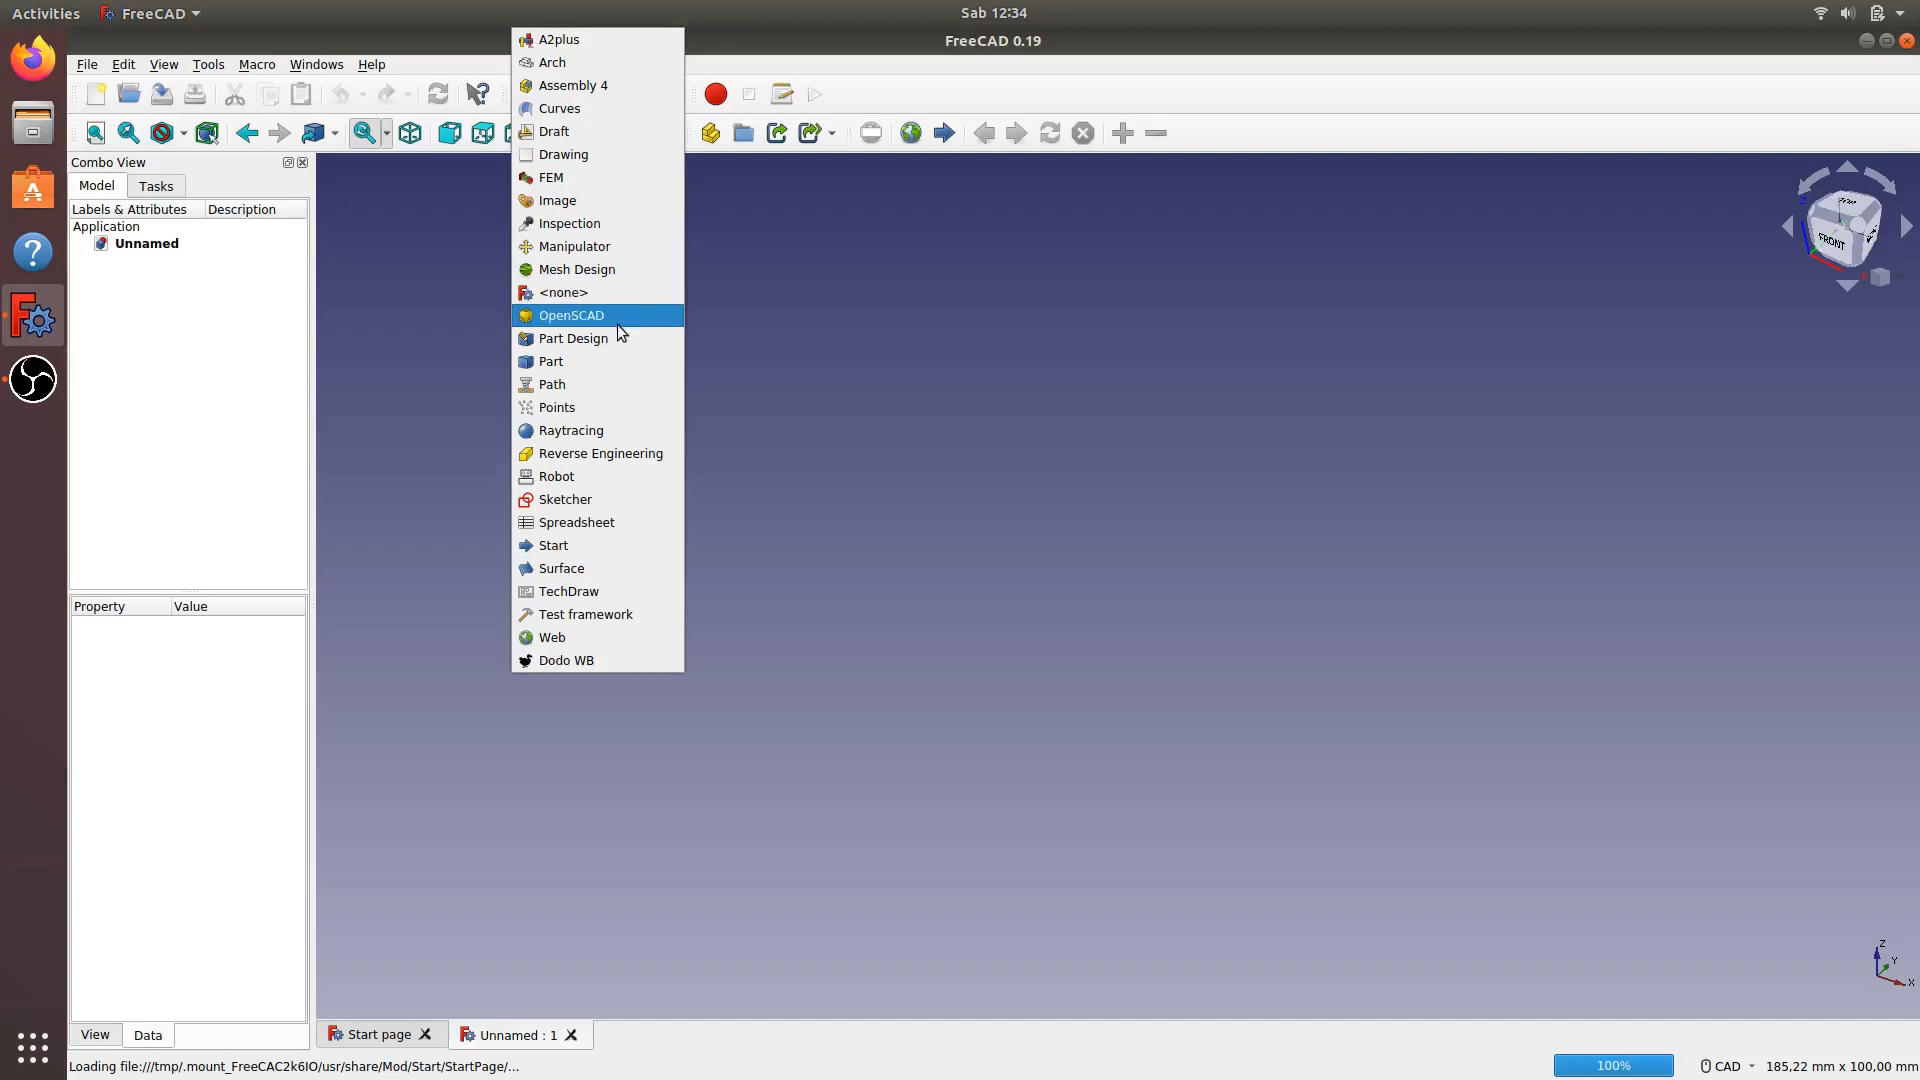 Activities
FreeCAD
Sab 12:34
FreeCAD 0.19
File Edit View Tools Macro Windows Help
A2plus
Arch
Assembly 4
Curves
Draft
Drawing
FEM
Image
Inspection
Manipulator
Mesh Design
<none>
OpenSCAD
Part Design
Part
Path
Points
Raytracing
Reverse Engineering
Robot
Sketcher
Spreadsheet
Start
Surface
TechDraw
Test framework
Web
Dodo WB
Combo View
Model Tasks
Labels & Attributes Description
Application
Unnamed
Property Value
View Data
FRONT
Z
Z
Y
X
Start page
Unnamed : 1
Loading file:///tmp/.mount_FreeCAC2k6IO/usr/share/Mod/Start/StartPage/...
100%
CAD
185,22 mm x 100,00 mm